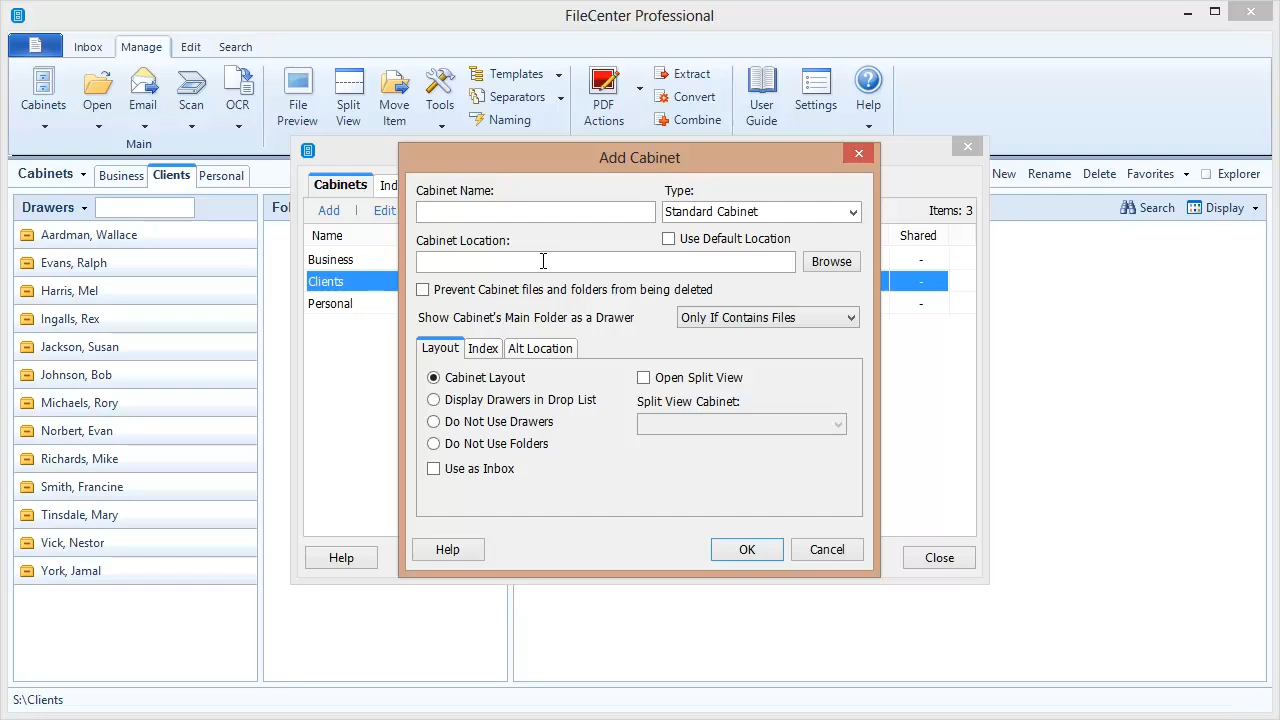 FileCenter Professional
Inbox Manage Edit Search
Cabinets Open Email Scan OCR
Main
File Preview Split View Move Item Tools
Templates
Separators
Naming
PDF Actions
Extract
Convert
Combine
User Guide Settings Help
Cabinets Business Clients Personal
New Rename Delete Favorites Explorer
Drawers
Fol
Search Display
Aardman, Wallace
Evans, Ralph
Harris, Mel
Ingalls, Rex
Jackson, Susan
Johnson, Bob
Michaels, Rory
Norbert, Evan
Richards, Mike
Smith, Francine
Tinsdale, Mary
Vick, Nestor
York, Jamal
Cabinets Ind
Add | Edit
Items: 3
Name
Shared
Business -
Clients -
Personal -
Help
Close
Add Cabinet
Cabinet Name:
Type:
Standard Cabinet
Cabinet Location:
Use Default Location
Browse
Prevent Cabinet files and folders from being deleted
Show Cabinet's Main Folder as a Drawer
Only If Contains Files
Layout Index Alt Location
Cabinet Layout
Display Drawers in Drop List
Do Not Use Drawers
Do Not Use Folders
Use as Inbox
Open Split View
Split View Cabinet:
Help
OK
Cancel
S:\Clients